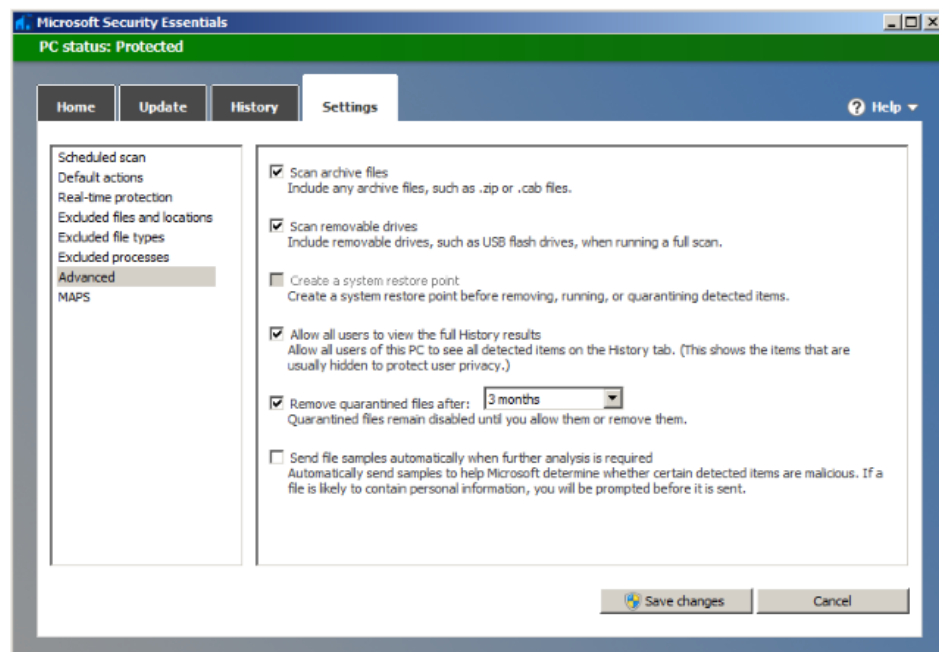 Microsoft Security Essentials
PC status: Protected
Home
Update
History
Settings
Help
Scheduled scan
Default actions
Real-time protection
Excluded files and locations
Excluded file types
Excluded processes
Advanced
MAPS
Scan archive files
Include any archive files, such as .zip or .cab files.
Scan removable drives
Include removable drives, such as USB flash drives, when running a full scan.
Create a system restore point
Create a system restore point before removing, running, or quarantining detected items.
Allow all users to view the full History results
Allow all users of this PC to see all detected items on the History tab. (This shows the items that are
usually hidden to protect user privacy.)
Remove quarantined files after: 3 months
Quarantined files remain disabled until you allow them or remove them.
Send file samples automatically when further analysis is required
Automatically send samples to help Microsoft determine whether certain detected items are malicious. If a
file is likely to contain personal information, you will be prompted before it is sent.
Save changes
Cancel